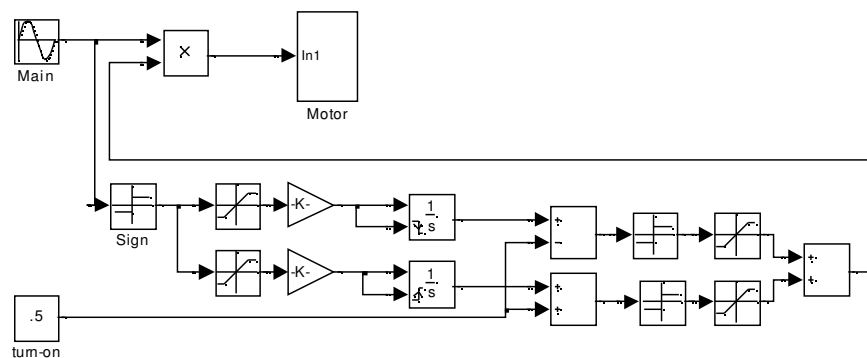 Main
×
In1
Motor
Sign
-K-
1
s
+
−
-K-
1
s
+
+
+
+
.5
turn-on